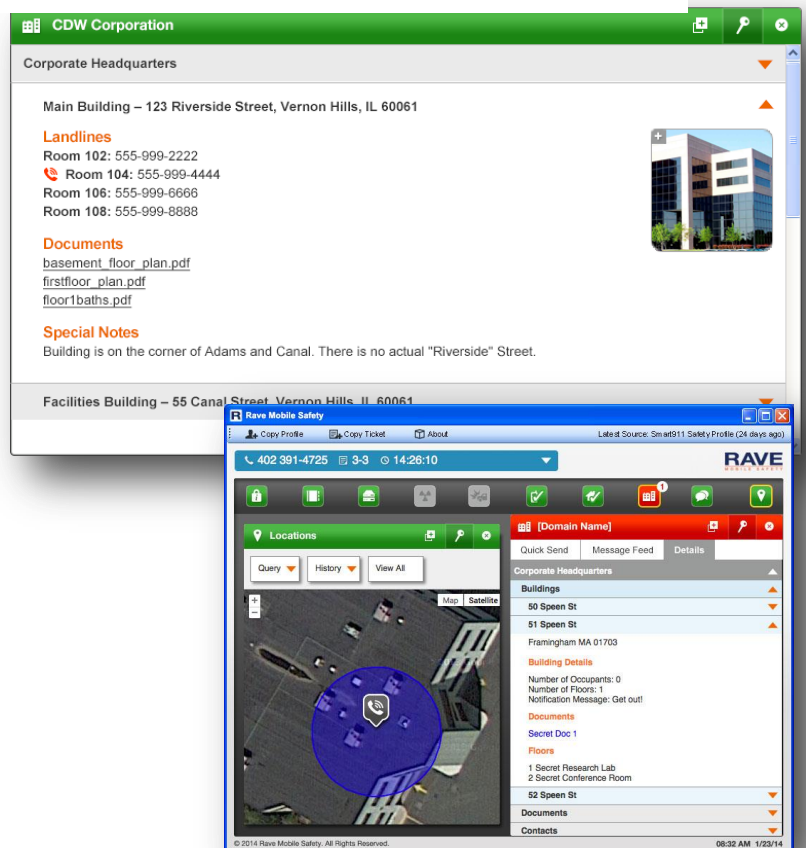 CDW Corporation
Corporate Headquarters
Main Building – 123 Riverside Street, Vernon Hills, IL 60061
Landlines
Room 102: 555-999-2222
Room 104: 555-999-4444
Room 106: 555-999-6666
Room 108: 555-999-8888
Documents
basement_floor_plan.pdf
firstfloor_plan.pdf
floor1baths.pdf
Special Notes
Building is on the corner of Adams and Canal. There is no actual "Riverside" Street.
Facilities Building – 55 Canal Street, Vernon Hills, IL 60061
R Rave Mobile Safety
Copy Profile Copy Ticket About Latest Source: Smart911 Safety Profile (24 days ago)
402 391-4725 3-3 14:26:10
RAVE
MOBILE SAFETY
1
Locations
Query History View All
+
−
Map Satellite
[Domain Name]
Quick Send Message Feed Details
Corporate Headquarters
Buildings
50 Speen St
51 Speen St
Framingham MA 01703
Building Details
Number of Occupants: 0
Number of Floors: 1
Notification Message: Get out!
Documents
Secret Doc 1
Floors
1 Secret Research Lab
2 Secret Conference Room
52 Speen St
Documents
Contacts
© 2014 Rave Mobile Safety. All Rights Reserved. 08:32 AM 1/23/14